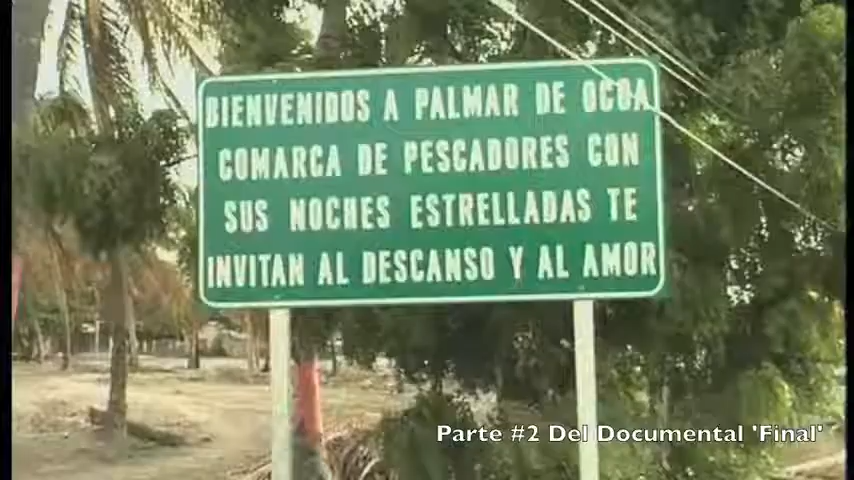 BIENVENIDOS A PALMAR DE OCOA
COMARCA DE PESCADORES CON
SUS NOCHES ESTRELLADAS TE
INVITAN AL DESCANSO Y AL AMOR
Parte #2 Del Documental 'Final'